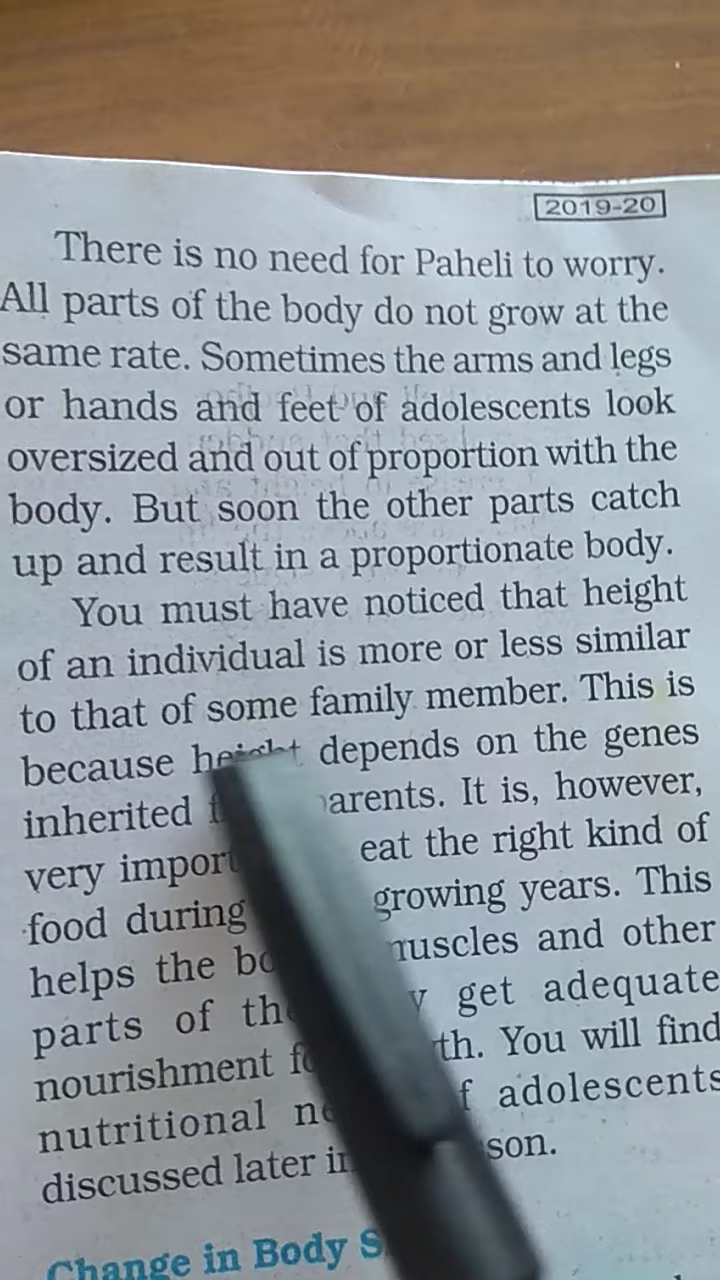 2019-20
There is no need for Paheli to worry.
All parts of the body do not grow at the
same rate. Sometimes the arms and legs
or hands and feet of adolescents look
oversized and out of proportion with the
body. But soon the other parts catch
up and result in a proportionate body.
You must have noticed that height
of an individual is more or less similar
to that of some family member. This is
because height depends on the genes
inherited arents. It is, however,
very impor eat the right kind of
food during growing years. This
helps the muscles and other
parts of get adequate
nourishment You will find
nutritional adolescents
discussed later
Change in Body